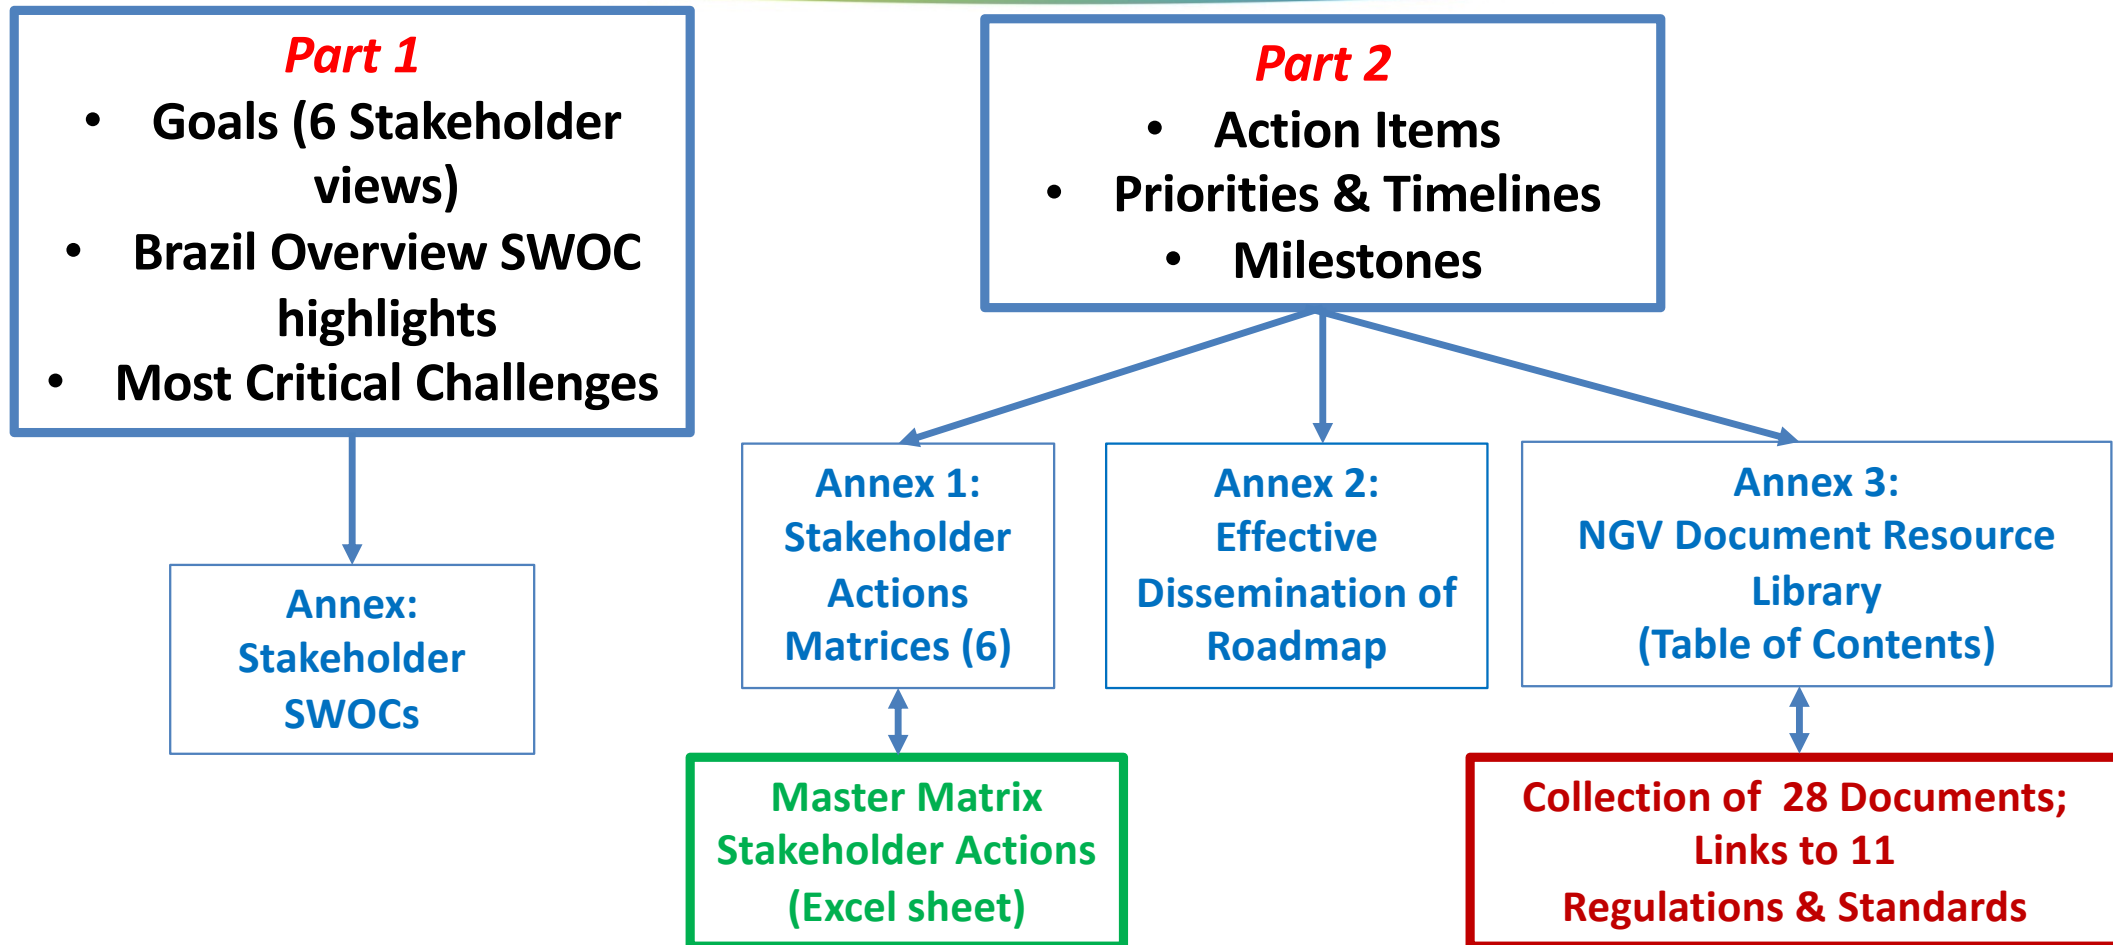 Part 1
• Goals (6 Stakeholder
views)
• Brazil Overview SWOC
highlights
• Most Critical Challenges
Part 2
• Action Items
• Priorities & Timelines
• Milestones
Annex:
Stakeholder
SWOCs
Annex 1:
Stakeholder
Actions
Matrices (6)
Annex 2:
Effective
Dissemination of
Roadmap
Annex 3:
NGV Document Resource
Library
(Table of Contents)
Master Matrix
Stakeholder Actions
(Excel sheet)
Collection of 28 Documents;
Links to 11
Regulations & Standards